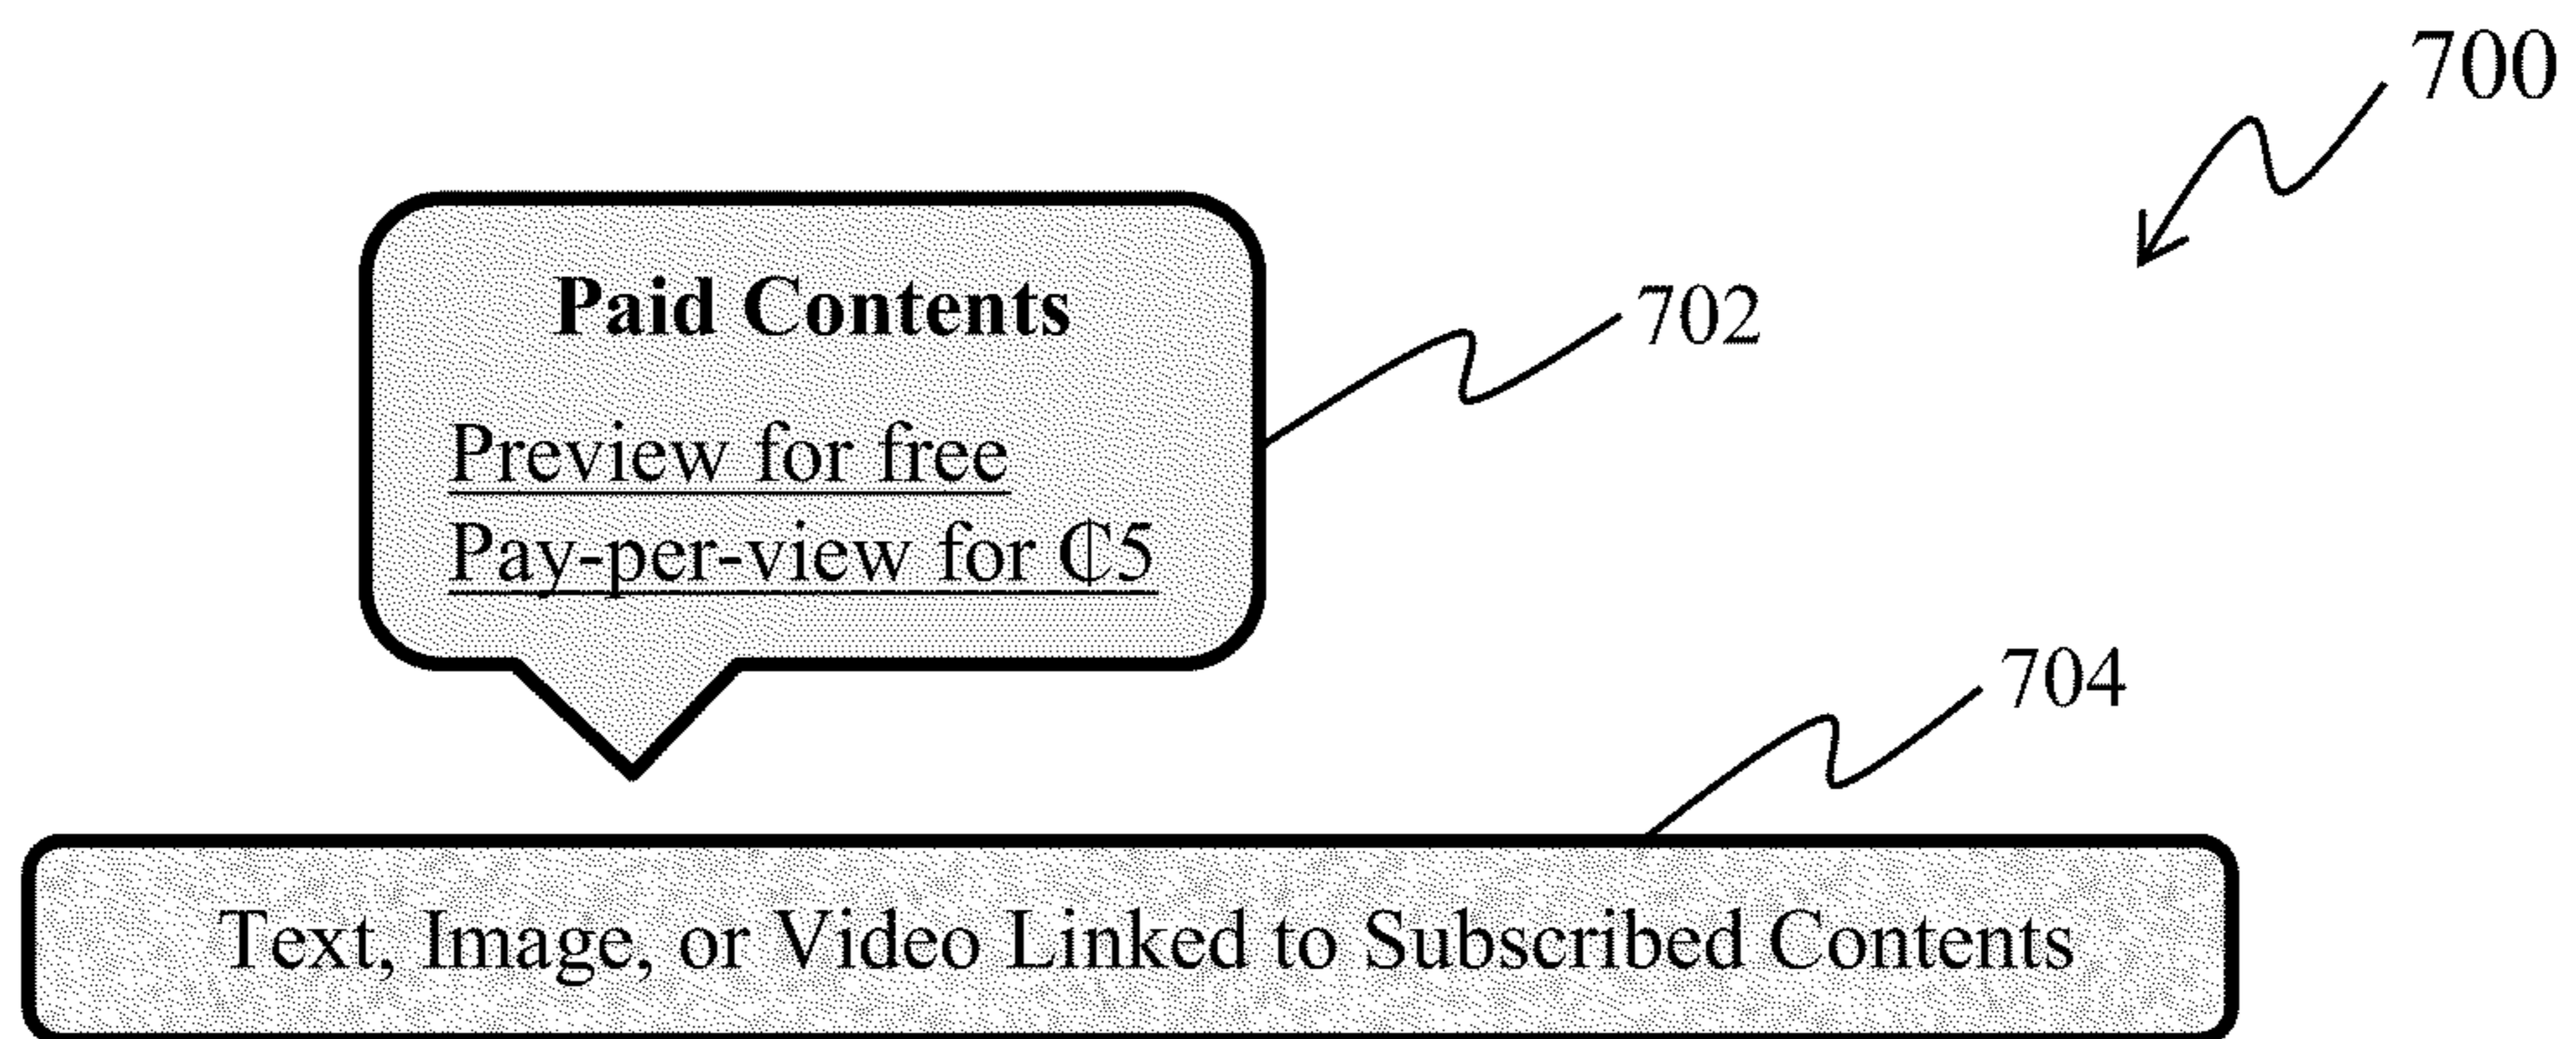 700
Paid Contents
702
Preview for free
Pay-per-view for ₵5
704
Text, Image, or Video Linked to Subscribed Contents